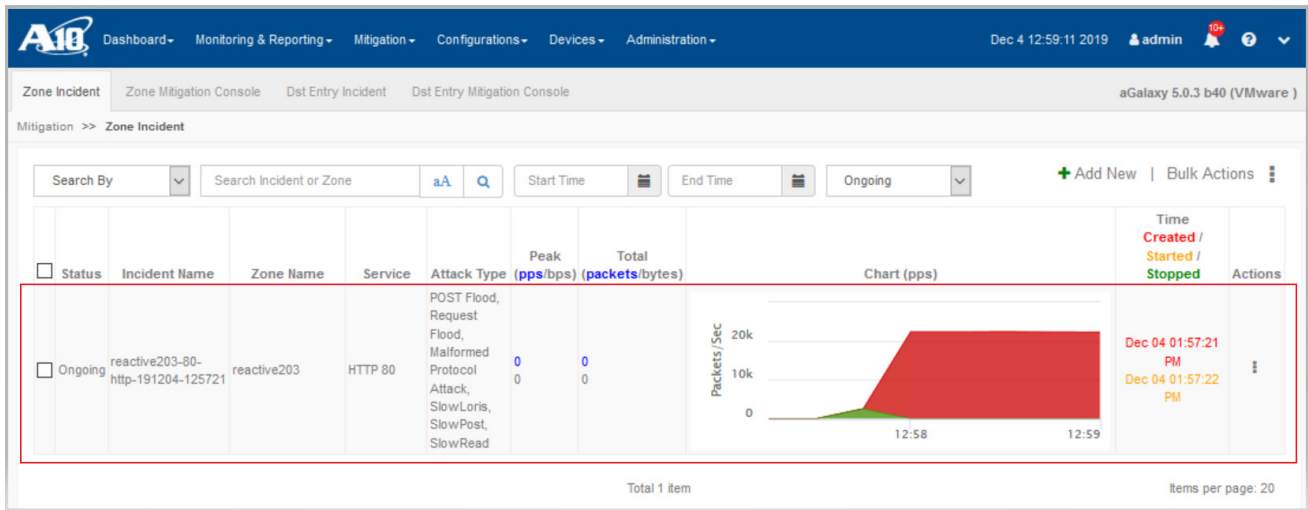 A10 Dashboard Monitoring & Reporting Mitigation Configurations Devices Administration Dec 4 12:59:11 2019 admin 10+
Zone Incident Zone Mitigation Console Dst Entry Incident Dst Entry Mitigation Console aGalaxy 5.0.3 b40 (VMware )
Mitigation >> Zone Incident
Search By Search Incident or Zone aA Start Time End Time Ongoing + Add New | Bulk Actions
Status Incident Name Zone Name Service Attack Type Peak (pps/bps) Total (packets/bytes) Chart (pps) Time Created / Started / Stopped Actions
Ongoing
reactive203-80-
http-191204-125721
reactive203
HTTP 80
POST Flood,
Request
Flood,
Malformed
Protocol
Attack,
SlowLoris,
SlowPost,
SlowRead
0
0
0
0
Packets/Sec
20k
10k
0
12:58 12:59
Dec 04 01:57:21
PM
Dec 04 01:57:22
PM
Total 1 item Items per page: 20